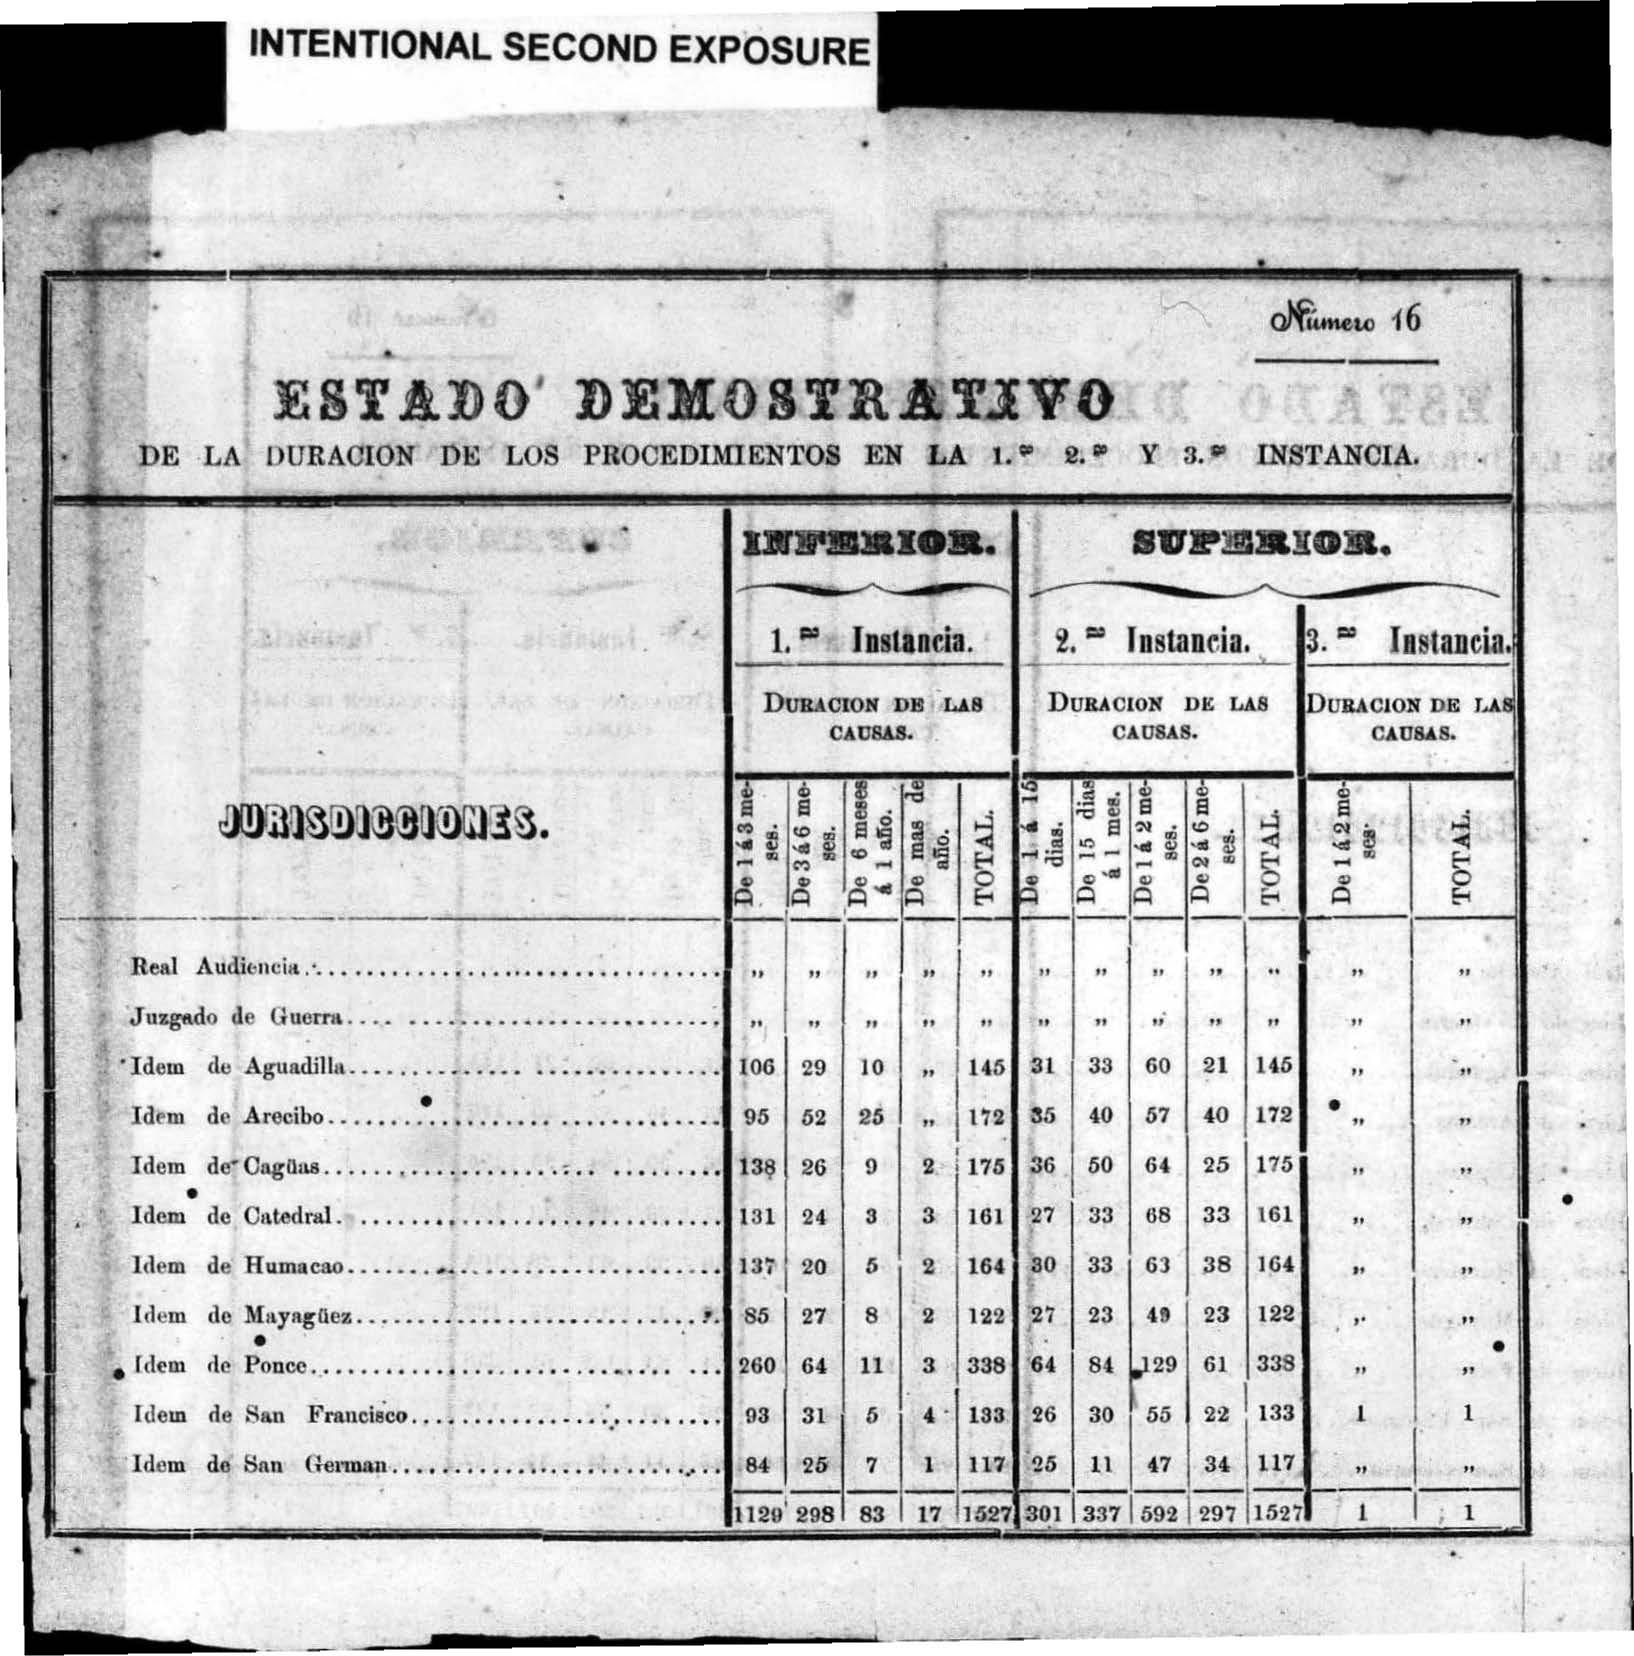 INTENTIONAL SECOND EXPOSURE
Número 16
ESTADO DEMOSTRATIVO
DE LA DURACION DE LOS PROCEDIMIENTOS EN LA 1.ª 2.ª Y 3.ª INSTANCIA.
INFERIOR. SUPERIOR.
1.ª Instancia. 2.ª Instancia. 3.ª Instancia.
DURACION DE LAS CAUSAS. DURACION DE LAS CAUSAS. DURACION DE LAS CAUSAS.
JURISDICCIONES. De 1 á 3 me-ses. De 3 á 6 me-ses. De 6 meses á 1 año. De mas de año. TOTAL. De 1 á 15 dias. De 15 dias á 1 mes. De 1 á 2 me-ses. De 2 á 6 me-ses. TOTAL. De 1 á 2 me-ses. TOTAL.
Real Audiencia „ „ „ „ „ „ „ „ „ „ „ „
Juzgado de Guerra „ „ „ „ „ „ „ „ „ „ „ „
Idem de Aguadilla 106 29 10 „ 145 31 33 60 21 145 „ „
Idem de Arecibo 95 52 25 „ 172 35 40 57 40 172 „ „
Idem de Cagüas 138 26 9 2 175 36 50 64 25 175 „ „
Idem de Catedral 131 24 3 3 161 27 33 68 33 161 „ „
Idem de Humacao 137 20 5 2 164 30 33 63 38 164 „ „
Idem de Mayagüez 85 27 8 2 122 27 23 49 23 122 „ „
Idem de Ponce 260 64 11 3 338 64 84 129 61 338 „ „
Idem de San Francisco 93 31 5 4 133 26 30 55 22 133 1 1
Idem de San German 84 25 7 1 117 25 11 47 34 117 „ „
1129 298 83 17 1527 301 337 592 297 1527 1 1